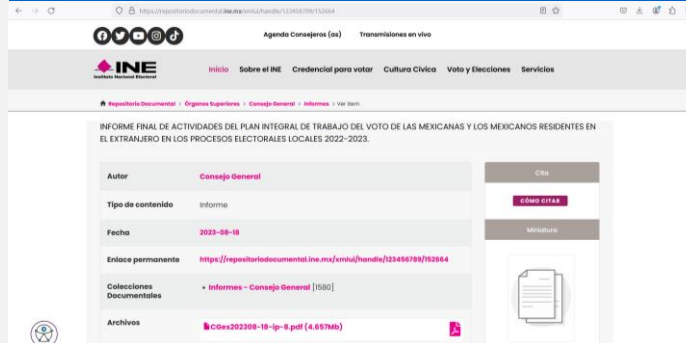 https://repositoriodocumental.ine.mx/xmlui/handle/123456789/152664
Agenda Consejeros (as) Transmisiones en vivo
INE
Instituto Nacional Electoral
Inicio Sobre el INE Credencial para votar Cultura Cívica Voto y Elecciones Servicios
Repositorio Documental > Órganos Superiores > Consejo General > Informes > Ver ítem
INFORME FINAL DE ACTIVIDADES DEL PLAN INTEGRAL DE TRABAJO DEL VOTO DE LAS MEXICANAS Y LOS MEXICANOS RESIDENTES EN
EL EXTRANJERO EN LOS PROCESOS ELECTORALES LOCALES 2022-2023.
Autor Consejo General
Tipo de contenido Informe
Fecha 2023-08-18
Enlace permanente https://repositoriodocumental.ine.mx/xmlui/handle/123456789/152664
Colecciones
Documentales
• Informes - Consejo General [1580]
Archivos CGex202308-18-ip-8.pdf (4.657Mb)
Cita
CÓMO CITAR
Miniatura